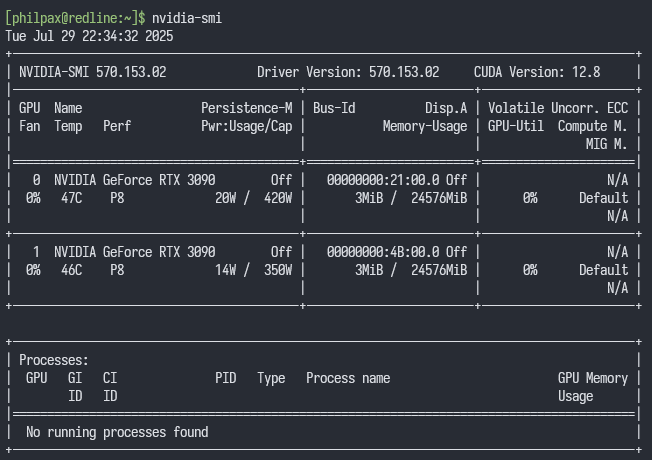 [philpax@redline:~]$ nvidia-smi
Tue Jul 29 22:34:32 2025
+-----------------------------------------------------------------------------------------+
| NVIDIA-SMI 570.153.02             Driver Version: 570.153.02     CUDA Version: 12.8     |
|-----------------------------------------+------------------------+----------------------+
| GPU  Name                 Persistence-M | Bus-Id          Disp.A | Volatile Uncorr. ECC |
| Fan  Temp   Perf          Pwr:Usage/Cap |           Memory-Usage | GPU-Util  Compute M. |
|                                         |                        |               MIG M. |
|=========================================+========================+======================|
|   0  NVIDIA GeForce RTX 3090        Off |   00000000:21:00.0 Off |                  N/A |
|  0%   47C    P8             20W /  420W |       3MiB /  24576MiB |      0%      Default |
|                                         |                        |                  N/A |
+-----------------------------------------+------------------------+----------------------+
|   1  NVIDIA GeForce RTX 3090        Off |   00000000:4B:00.0 Off |                  N/A |
|  0%   46C    P8             14W /  350W |       3MiB /  24576MiB |      0%      Default |
|                                         |                        |                  N/A |
+-----------------------------------------+------------------------+----------------------+

+-----------------------------------------------------------------------------------------+
| Processes:                                                                              |
|  GPU   GI   CI              PID   Type   Process name                        GPU Memory |
|        ID   ID                                                               Usage      |
|=========================================================================================|
|  No running processes found                                                             |
+-----------------------------------------------------------------------------------------+